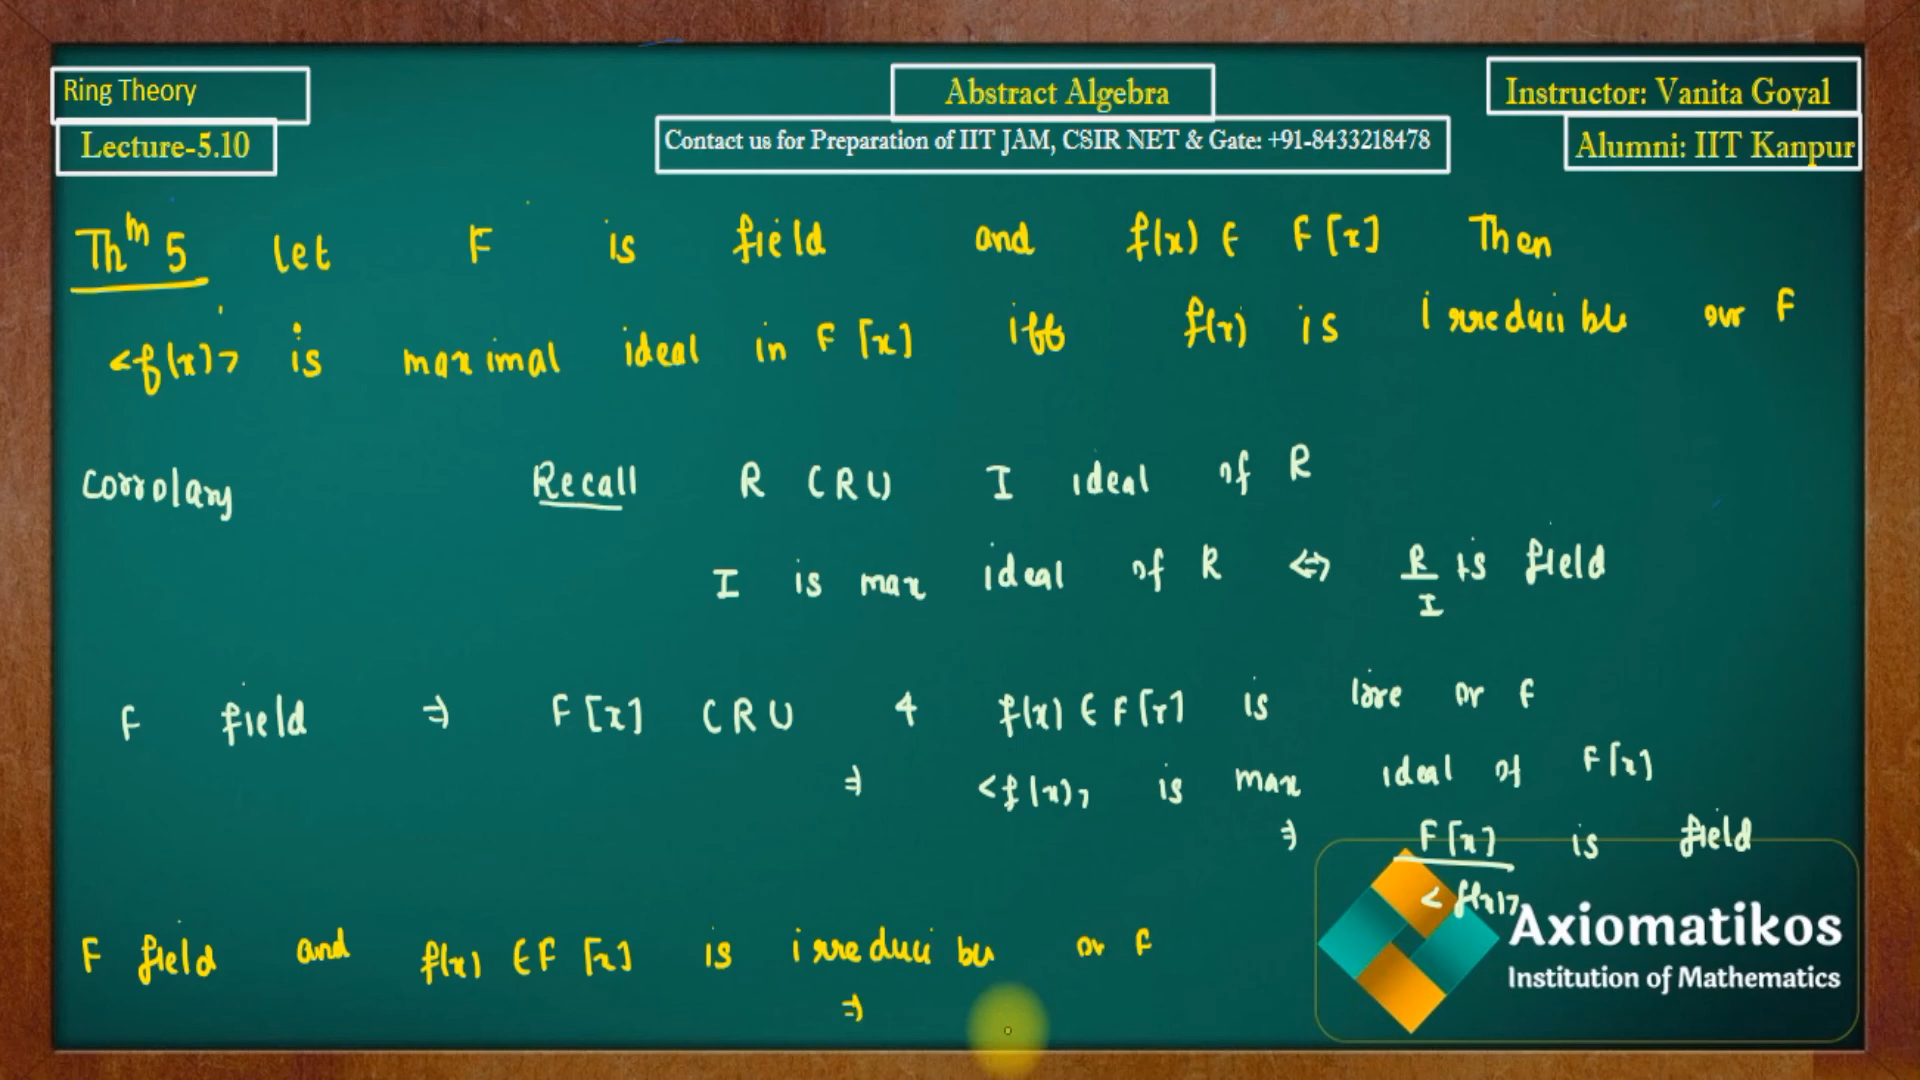 Ring Theory
Abstract Algebra
Instructor: Vanita Goyal
Lecture-5.10
Contact us for Preparation of IIT JAM, CSIR NET & Gate: +91-8433218478
Alumni: IIT Kanpur
Thᵐ 5 let F is field and f(x) ∈ F[x] Then
<f(x)> is maximal ideal in F[x] iff f(x) is irreducible over F
Corrolary Recall R CRU I ideal of R
I is max ideal of R <=> R/I is field
F field => F[x] CRU & f(x) ∈ F[x] is irre over F
=> <f(x)> is max ideal of F[x]
=> F[x]/<f(x)> is field
F field and f(x) ∈ F[x] is irreducible over F
=>
Axiomatikos
Institution of Mathematics